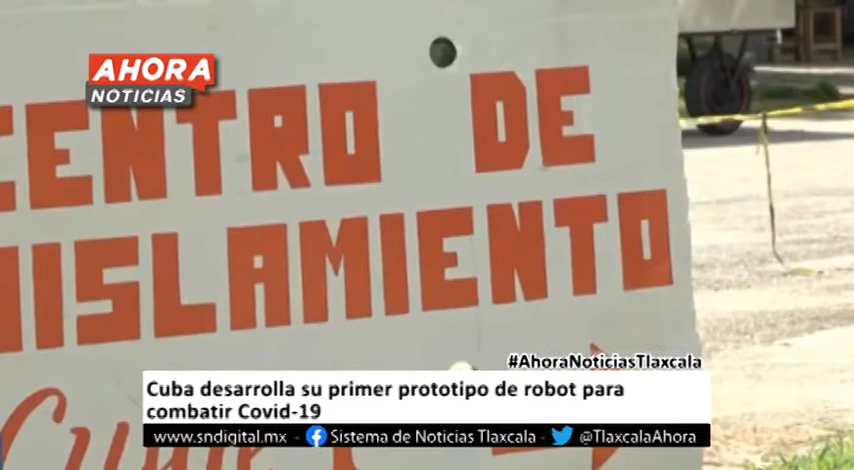 AHORA
NOTICIAS
CENTRO DE
AISLAMIENTO
#AhoraNoticiasTlaxcala
Cuba desarrolla su primer prototipo de robot para
combatir Covid-19
www.sndigital.mx - Sistema de Noticias Tlaxcala - @TlaxcalaAhora